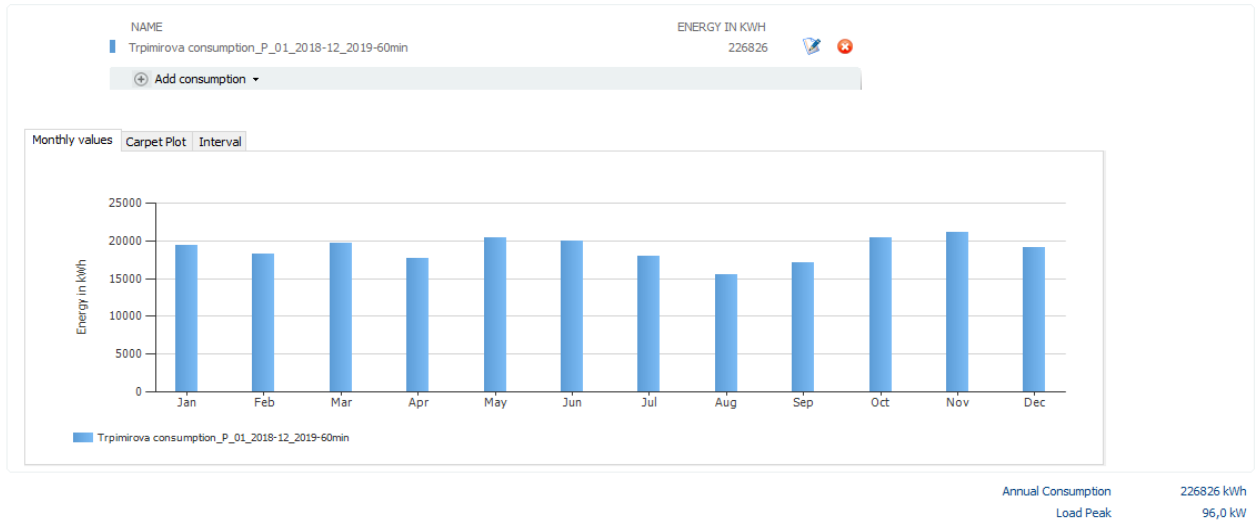 NAME ENERGY IN KWH
Trpimirova consumption_P_01_2018-12_2019-60min 226826
Add consumption
Monthly values Carpet Plot Interval
25000
20000
15000
10000
5000
0
Energy in kWh
Jan Feb Mar Apr May Jun Jul Aug Sep Oct Nov Dec
Trpimirova consumption_P_01_2018-12_2019-60min
Annual Consumption 226826 kWh
Load Peak 96,0 kW